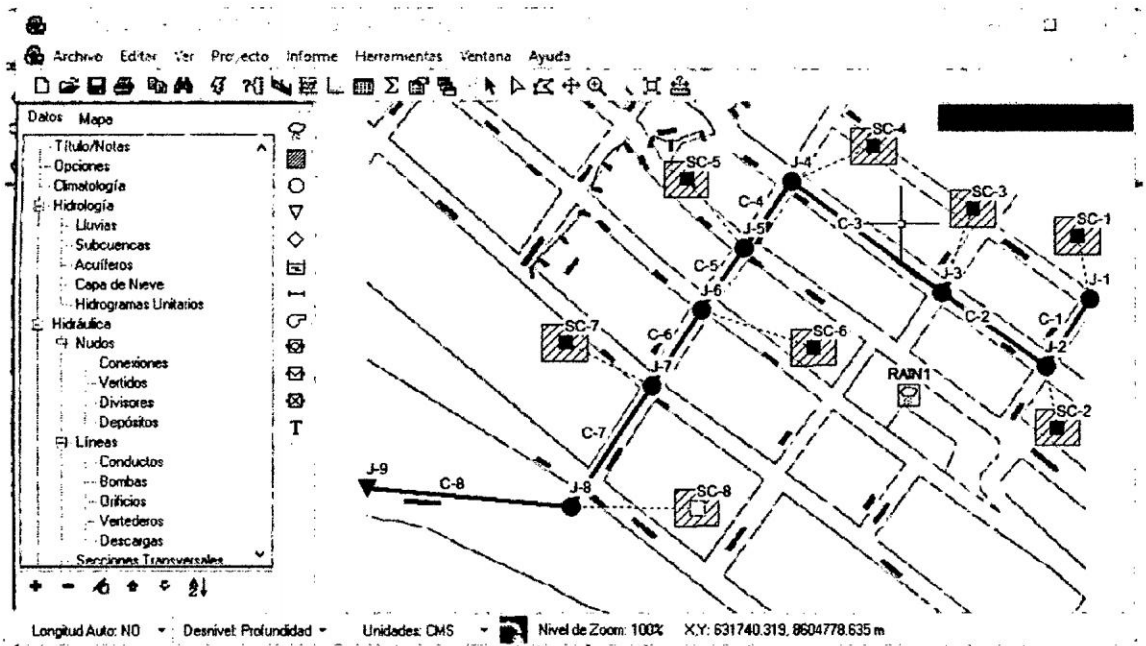 Archivo Editar Ver Proyecto Informe Herramientas Ventana Ayuda
Datos Mapa
Título/Notas
Opciones
Climatología
Hidrología
Lluvias
Subcuencas
Acuíferos
Capa de Nieve
Hidrogramas Unitarios
Hidráulica
Nudos
Conexiones
Vertidos
Divisores
Depósitos
Líneas
Conductos
Bombas
Orificios
Vertederos
Descargas
Secciones Transversales
T
SC-4
SC-5
J-4
SC-3
C-4
C-3
SC-1
J-5
C-5
J-3
J-1
J-6
C-2
C-1
SC-7
C-6
SC-6
J-2
J-7
RAIN1
SC-2
C-7
J-9
C-8
J-8
SC-8
Longitud Auto: NO Desnivel: Profundidad Unidades: CMS Nivel de Zoom: 100% X,Y: 631740.319, 8604778.635 m